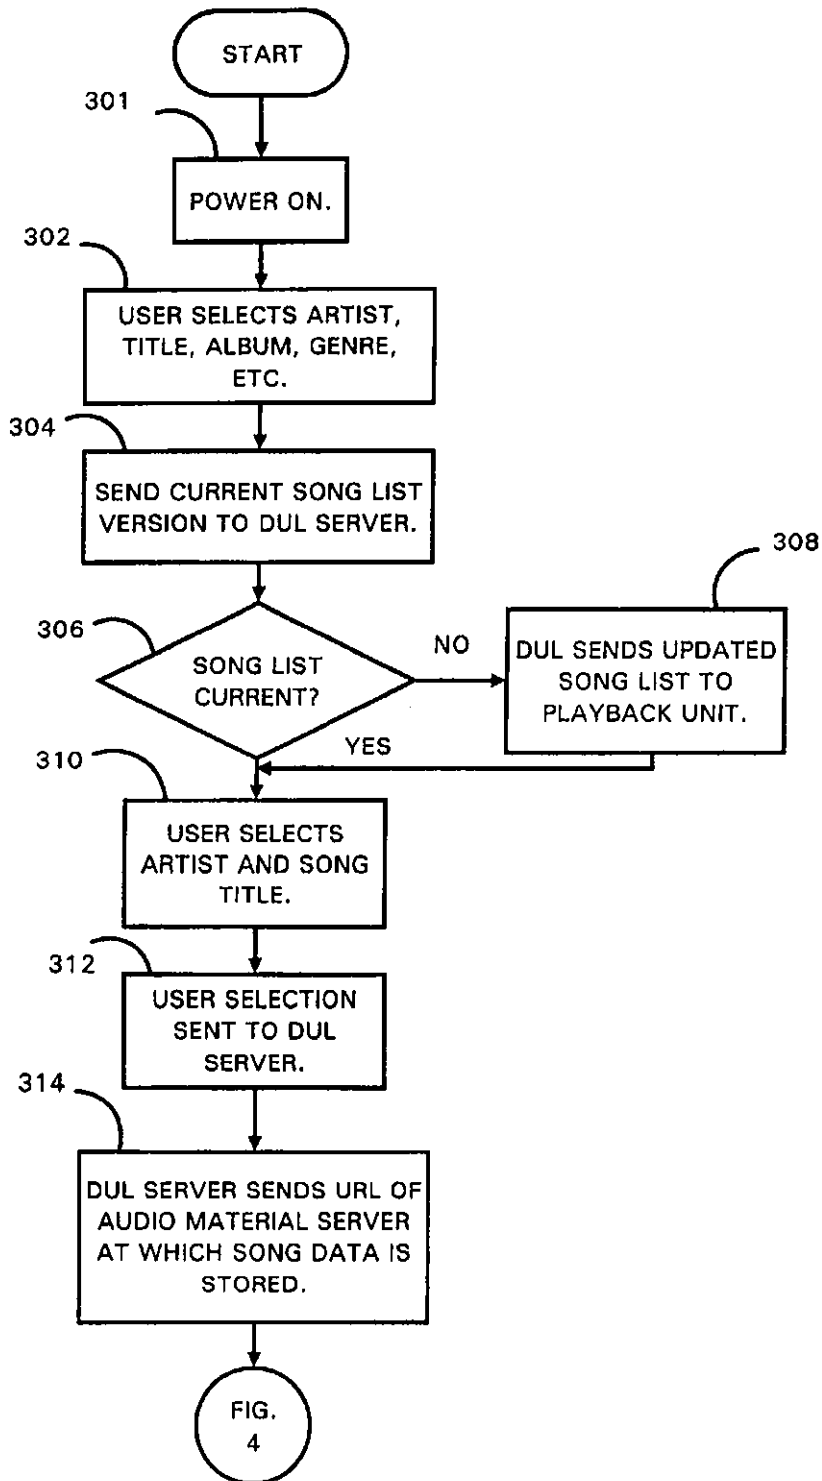 START
301
POWER ON.
302
USER SELECTS ARTIST,
TITLE, ALBUM, GENRE,
ETC.
304
SEND CURRENT SONG LIST
VERSION TO DUL SERVER.
306
SONG LIST
CURRENT?
NO
308
DUL SENDS UPDATED
SONG LIST TO
PLAYBACK UNIT.
YES
310
USER SELECTS
ARTIST AND SONG
TITLE.
312
USER SELECTION
SENT TO DUL
SERVER.
314
DUL SERVER SENDS URL OF
AUDIO MATERIAL SERVER
AT WHICH SONG DATA IS
STORED.
FIG.
4